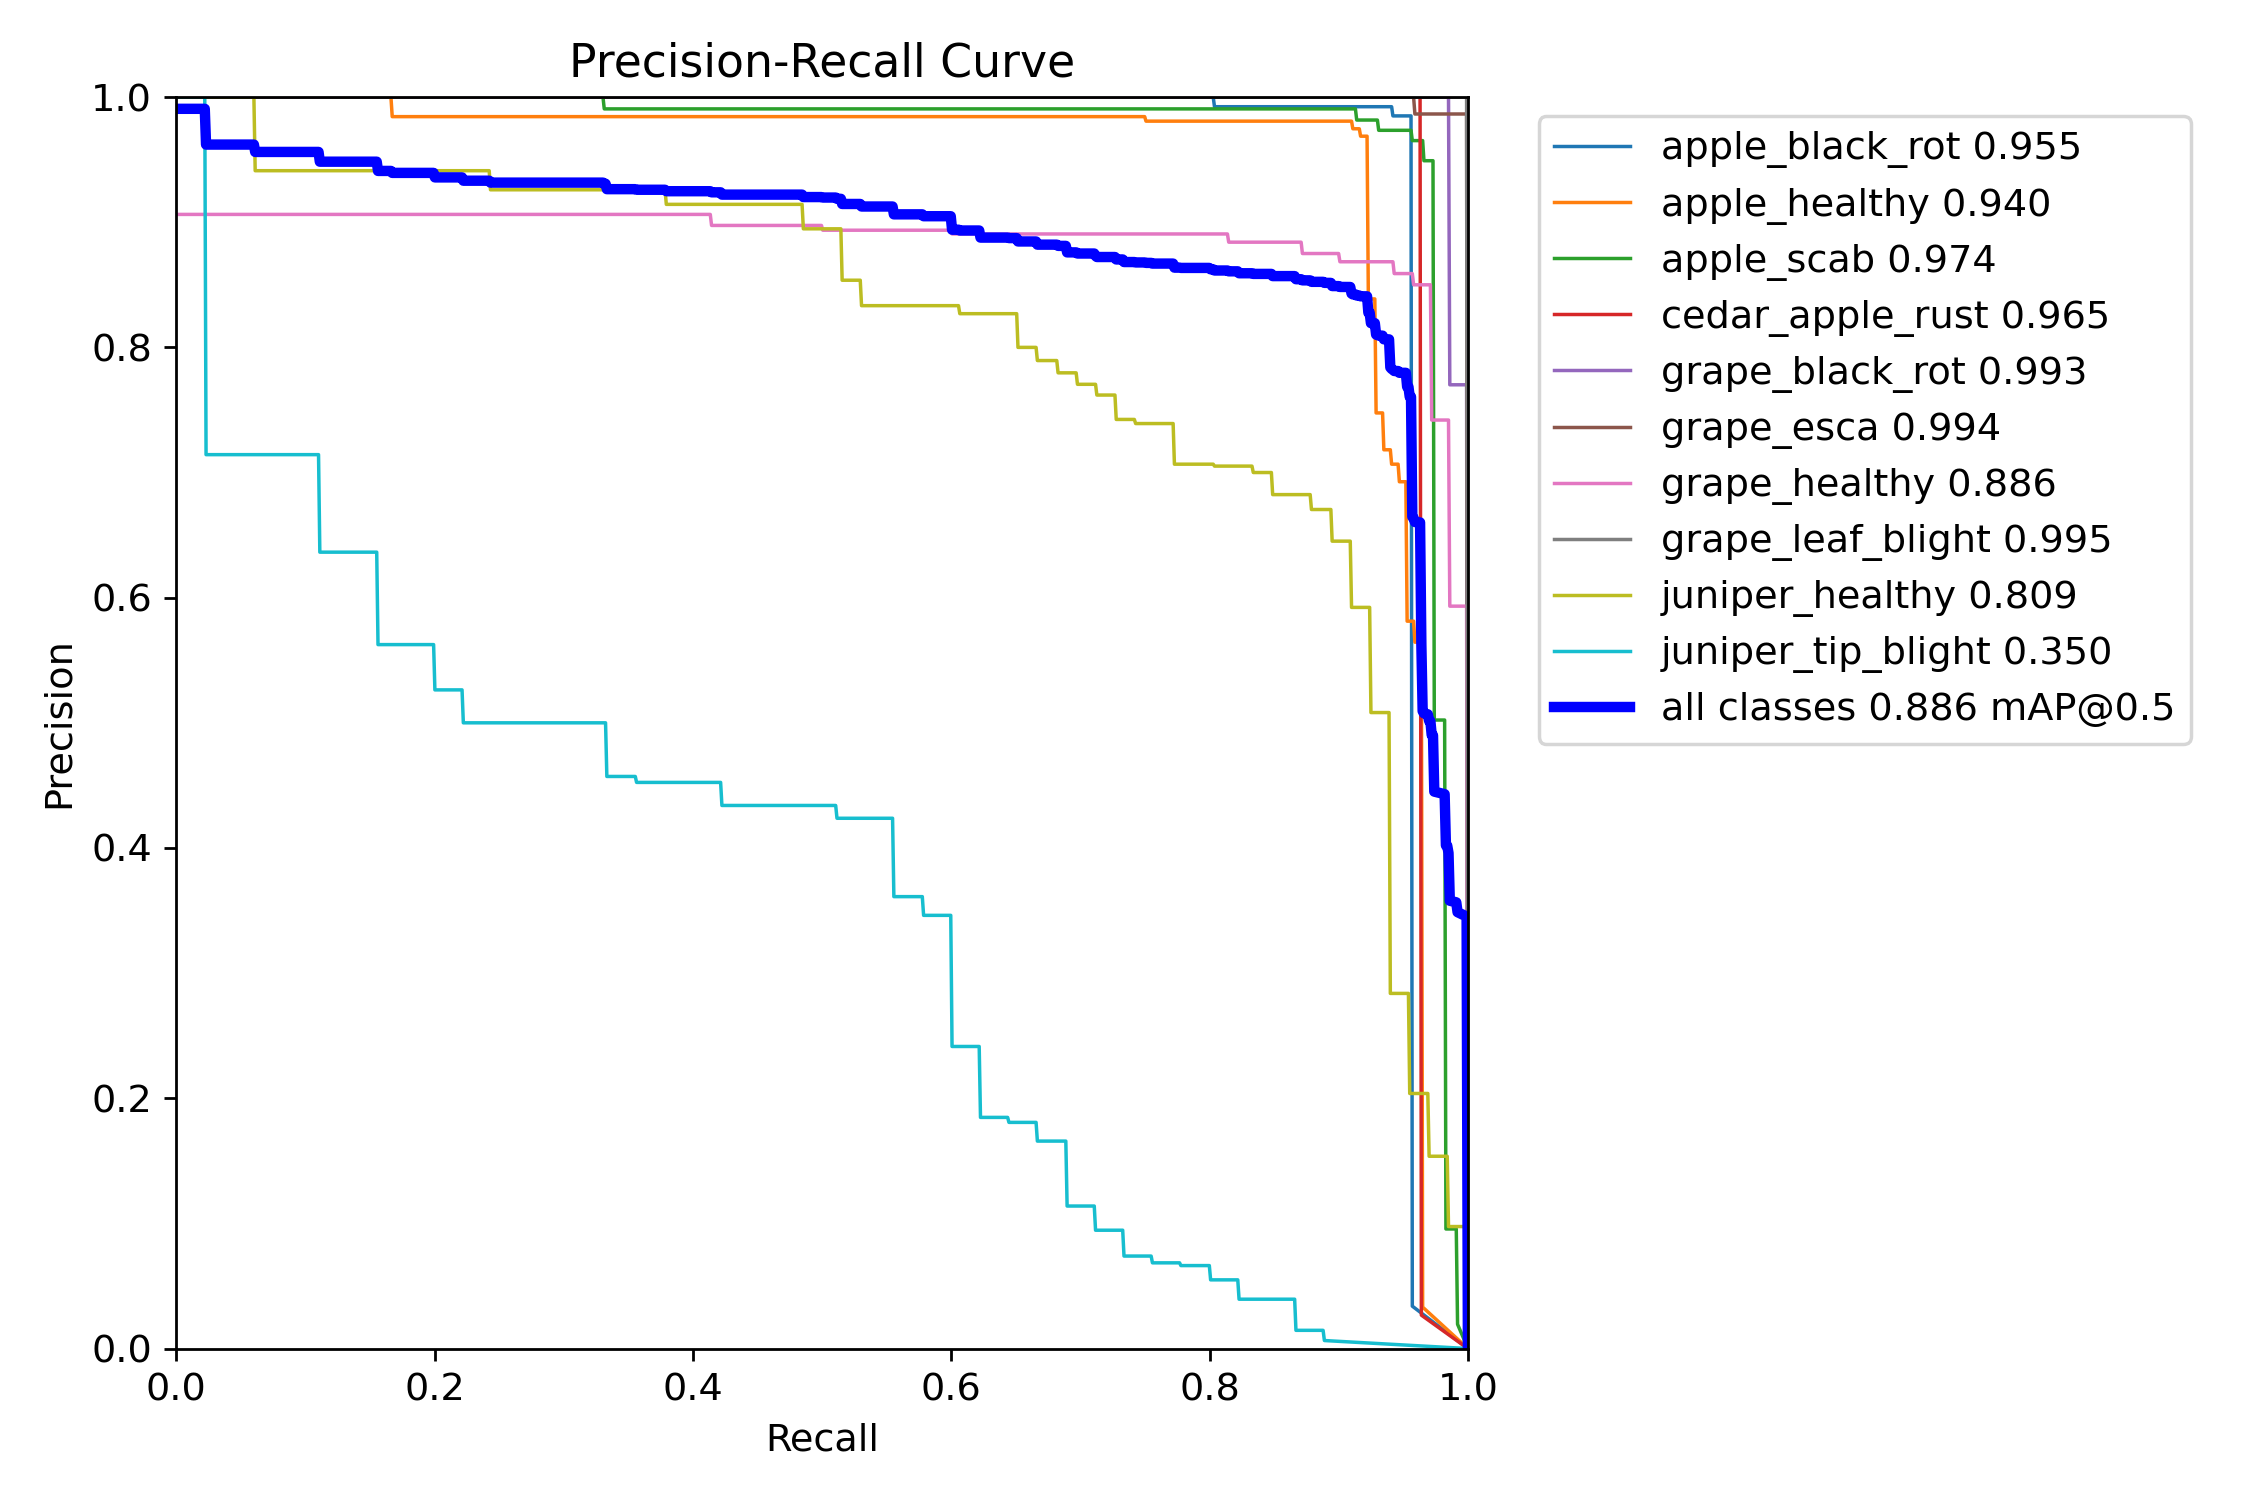 Precision-Recall Curve
1.0
0.8
0.6
0.4
0.2
0.0
Precision
0.0 0.2 0.4 0.6 0.8 1.0
Recall
apple_black_rot 0.955
apple_healthy 0.940
apple_scab 0.974
cedar_apple_rust 0.965
grape_black_rot 0.993
grape_esca 0.994
grape_healthy 0.886
grape_leaf_blight 0.995
juniper_healthy 0.809
juniper_tip_blight 0.350
all classes 0.886 mAP@0.5